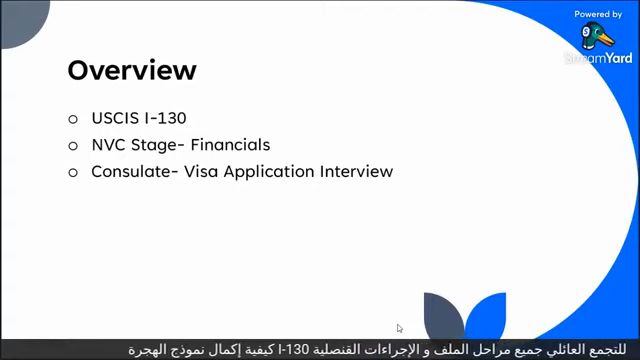 Powered by
StreamYard
Overview
USCIS I-130
NVC Stage- Financials
Consulate- Visa Application Interview
للتجمع العائلي جميع مراحل الملف و الإجراءات القنصلية I-130 كيفية إكمال نموذج الهجرة